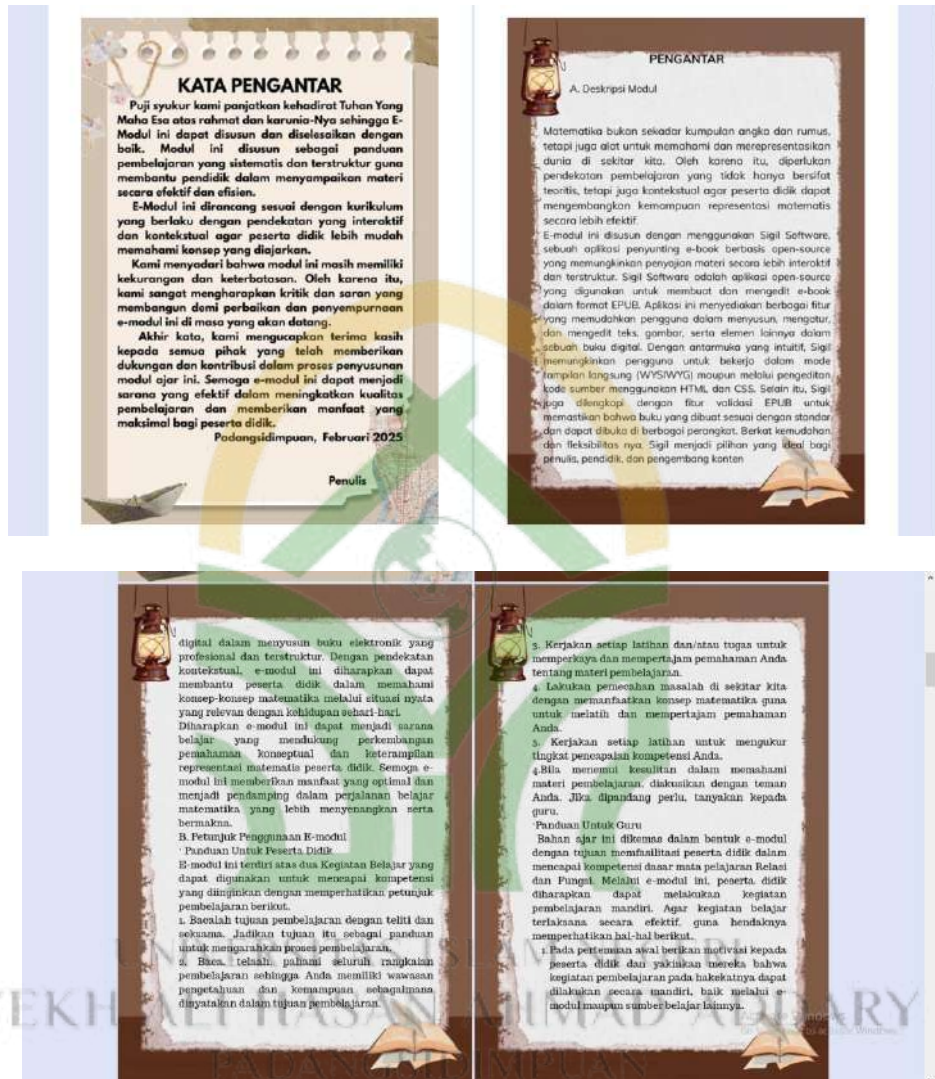 KATA PENGANTAR
Puji syukur kami panjatkan kehadirat Tuhan Yang
Maha Esa atas rahmat dan karunia-Nya sehingga E-
Modul ini dapat disusun dan diselesaikan dengan
baik. Modul ini disusun sebagai panduan
pembelajaran yang sistematis dan terstruktur guna
membantu pendidik dalam menyampaikan materi
secara efektif dan efisien.
E-Modul ini dirancang sesuai dengan kurikulum
yang berlaku dengan pendekatan yang interaktif
dan kontekstual agar peserta didik lebih mudah
memahami konsep yang diajarkan.
Kami menyadari bahwa modul ini masih memiliki
kekurangan dan keterbatasan. Oleh karena itu,
kami sangat mengharapkan kritik dan saran yang
membangun demi perbaikan dan penyempurnaan
e-modul ini di masa yang akan datang.
Akhir kata, kami mengucapkan terima kasih
kepada semua pihak yang telah memberikan
dukungan dan kontribusi dalam proses penyusunan
modul ajar ini. Semoga e-modul ini dapat menjadi
sarana yang efektif dalam meningkatkan kualitas
pembelajaran dan memberikan manfaat yang
maksimal bagi peserta didik.
Padangsidimpuan, Februari 2025
Penulis
PENGANTAR
A. Deskripsi Modul
Matematika bukan sekadar kumpulan angka dan rumus,
tetapi juga alat untuk memahami dan merepresentasikan
dunia di sekitar kita. Oleh karena itu, diperlukan
pendekatan pembelajaran yang tidak hanya bersifat
teoritis, tetapi juga kontekstual agar peserta didik dapat
mengembangkan kemampuan representasi matematis
secara lebih efektif.
E-modul ini disusun dengan menggunakan Sigil Software,
sebuah aplikasi penyunting e-book berbasis open-source
yang memungkinkan penyajian materi secara lebih interaktif
dan terstruktur. Sigil Software adalah aplikasi open-source
yang digunakan untuk membuat dan mengedit e-book
dalam format EPUB. Aplikasi ini menyediakan berbagai fitur
yang memudahkan pengguna dalam menyusun, mengatur,
dan mengedit teks, gambar, serta elemen lainnya dalam
sebuah buku digital. Dengan antarmuka yang intuitif, Sigil
memungkinkan pengguna untuk bekerja dalam mode
tampilan langsung (WYSIWYG) maupun melalui pengeditan
kode sumber menggunakan HTML dan CSS. Selain itu, Sigil
juga dilengkapi dengan fitur validasi EPUB untuk
memastikan bahwa buku yang dibuat sesuai dengan standar
dan dapat dibuka di berbagai perangkat. Berkat kemudahan
dan fleksibilitas nya, Sigil menjadi pilihan yang ideal bagi
penulis, pendidik, dan pengembang konten
digital dalam menyusun buku elektronik yang
profesional dan terstruktur. Dengan pendekatan
kontekstual, e-modul ini diharapkan dapat
membantu peserta didik dalam memahami
konsep-konsep matematika melalui situasi nyata
yang relevan dengan kehidupan sehari-hari.
Diharapkan e-modul ini dapat menjadi sarana
belajar yang mendukung perkembangan
pemahaman konseptual dan keterampilan
representasi matematis peserta didik. Semoga e-
modul ini memberikan manfaat yang optimal dan
menjadi pendamping dalam perjalanan belajar
matematika yang lebih menyenangkan serta
bermakna.
B. Petunjuk Penggunaan E-modul
Panduan Untuk Peserta Didik
E-modul ini terdiri atas dua Kegiatan Belajar yang
dapat digunakan untuk mencapai kompetensi
yang diinginkan dengan memperhatikan petunjuk
pembelajaran berikut.
1. Bacalah tujuan pembelajaran dengan teliti dan
seksama. Jadikan tujuan itu sebagai panduan
untuk mengarahkan proses pembelajaran.
2. Baca, telaah, pahami seluruh rangkaian
pembelajaran sehingga Anda memiliki wawasan
pengetahuan dan kemampuan sebagaimana
dinyatakan dalam tujuan pembelajaran.
3. Kerjakan setiap latihan dan/atau tugas untuk
memperkaya dan mempertajam pemahaman Anda
tentang materi pembelajaran.
4. Lakukan pemecahan masalah di sekitar kita
dengan memanfaatkan konsep matematika guna
untuk melatih dan mempertajam pemahaman
Anda.
5. Kerjakan setiap latihan untuk mengukur
tingkat pencapaian kompetensi Anda.
4.Bila menemui kesulitan dalam memahami
materi pembelajaran, diskusikan dengan teman
Anda. Jika dipandang perlu, tanyakan kepada
guru.
Panduan Untuk Guru
Bahan ajar ini dikemas dalam bentuk e-modul
dengan tujuan memfasilitasi peserta didik dalam
mencapai kompetensi dasar mata pelajaran Relasi
dan Fungsi. Melalui e-modul ini, peserta didik
diharapkan dapat melakukan kegiatan
pembelajaran mandiri. Agar kegiatan belajar
terlaksana secara efektif, guna hendaknya
memperhatikan hal-hal berikut.
1.Pada pertemuan awal berikan motivasi kepada
peserta didik dan yakinkan mereka bahwa
kegiatan pembelajaran pada hakekatnya dapat
dilakukan secara mandiri, baik melalui e-
modul maupun sumber belajar lainnya.
PADANGSIDIMPUAN